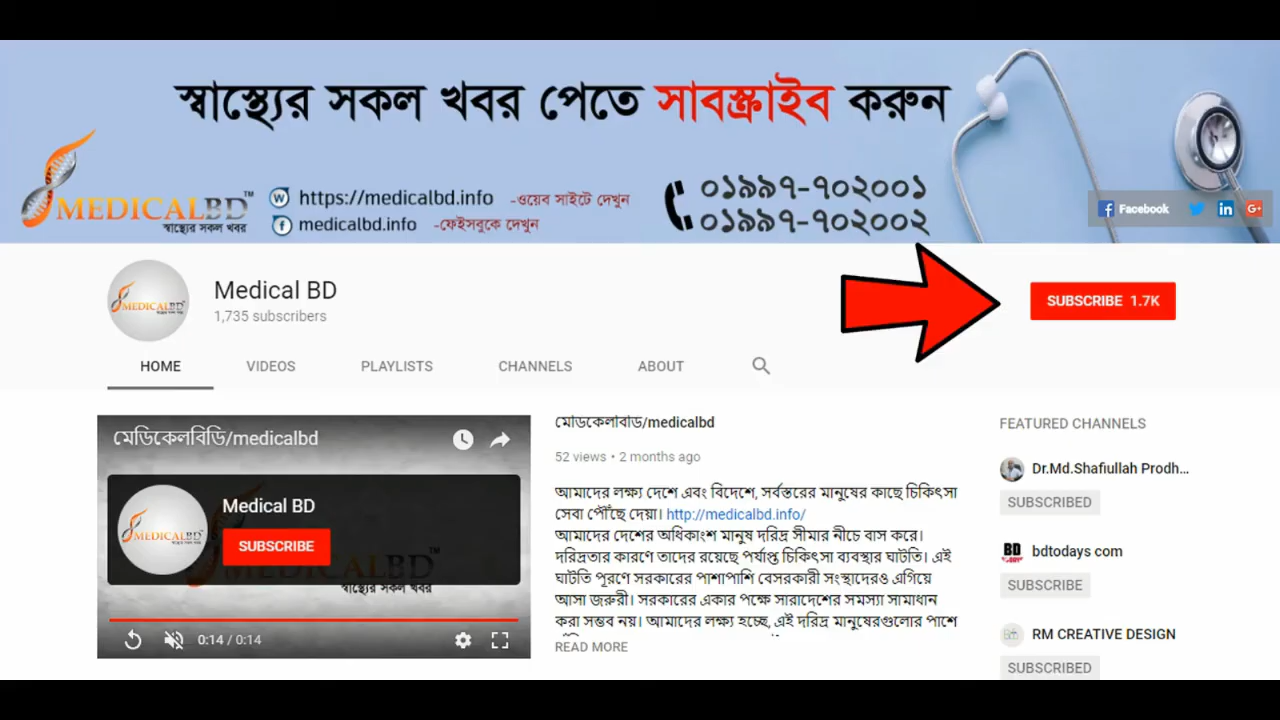 স্বাস্থ্যের সকল খবর পেতে সাবস্ক্রাইব করুন
MEDICALBD™
স্বাস্থ্যের সকল খবর
https://medicalbd.info -ওয়েব সাইটে দেখুন
medicalbd.info -ফেইসবুকে দেখুন
০১৯৯৭-৭০২০০১
০১৯৯৭-৭০২০০২
Facebook
Medical BD
1,735 subscribers
SUBSCRIBE 1.7K
HOME VIDEOS PLAYLISTS CHANNELS ABOUT
মেডিকেলবিডি/medicalbd
Medical BD
SUBSCRIBE
MEDICALBD
স্বাস্থ্যের সকল খবর
0:14 / 0:14
মেডিকেলবিডি/medicalbd
52 views • 2 months ago
আমাদের লক্ষ্য দেশে এবং বিদেশে, সর্বস্তরের মানুষের কাছে চিকিৎসা
সেবা পৌঁছে দেয়া। http://medicalbd.info/
আমাদের দেশের অধিকাংশ মানুষ দরিদ্র সীমার নীচে বাস করে।
দরিদ্রতার কারণে তাদের রয়েছে পর্যাপ্ত চিকিৎসা ব্যবস্থার ঘাটতি। এই
ঘাটতি পূরণে সরকারের পাশাপাশি বেসরকারী সংস্থাদেরও এগিয়ে
আসা জরুরী। সরকারের একার পক্ষে সারাদেশের সমস্যা সামাধান
করা সম্ভব নয়। আমাদের লক্ষ্য হচ্ছে, এই দরিদ্র মানুষেরগুলোর পাশে
READ MORE
FEATURED CHANNELS
Dr.Md.Shafiullah Prodh...
SUBSCRIBED
bdtodays com
SUBSCRIBE
RM CREATIVE DESIGN
SUBSCRIBED